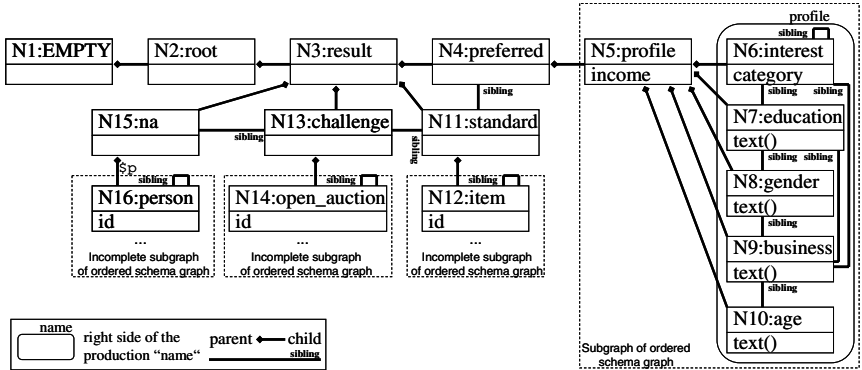 profile
sibling
N1:EMPTY
N2:root
N3:result
N4:preferred
N5:profile
income
N6:interest
category
sibling
sibling
sibling
N15:na
sibling
N13:challenge
sibling
N11:standard
N7:education
text()
$p
sibling
sibling
sibling
sibling
sibling
N16:person
id
N14:open_auction
id
N12:item
id
N8:gender
text()
sibling
...
...
...
Incomplete subgraph
of ordered schema graph
Incomplete subgraph
of ordered schema graph
Incomplete subgraph
of ordered schema graph
N9:business
text()
sibling
N10:age
text()
name
right side of the
production “name“
parent
child
sibling
Subgraph of ordered
schema graph